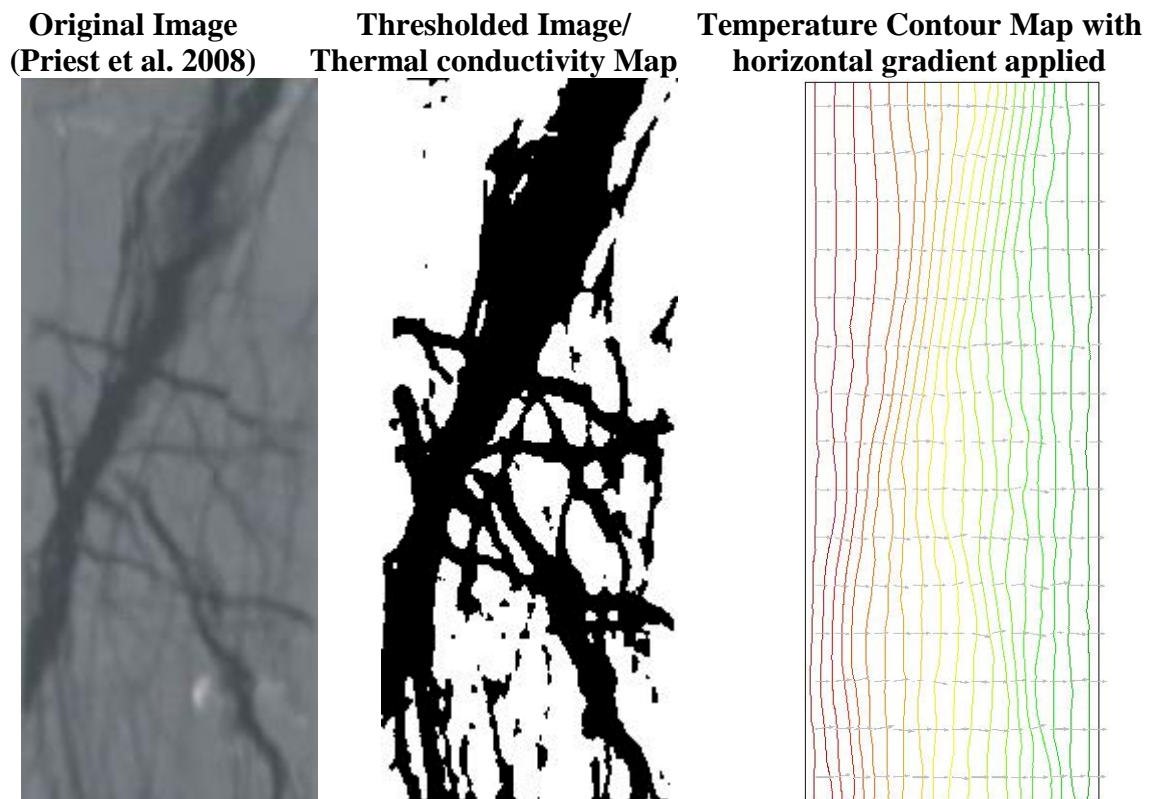 Original Image
(Priest et al. 2008)
Thresholded Image/
Thermal conductivity Map
Temperature Contour Map with
horizontal gradient applied